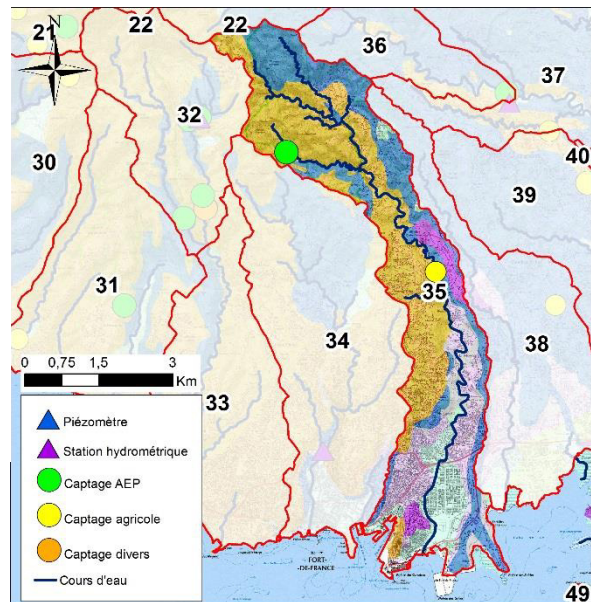 21
22
22
36
N
37
32
30
40
39
31
35
34
38
0 0,75 1,5 3
Km
33
Piézomètre
Station hydrométrique
Captage AEP
Captage agricole
Captage divers
Cours d'eau
FORT-
DE-FRANCE
49